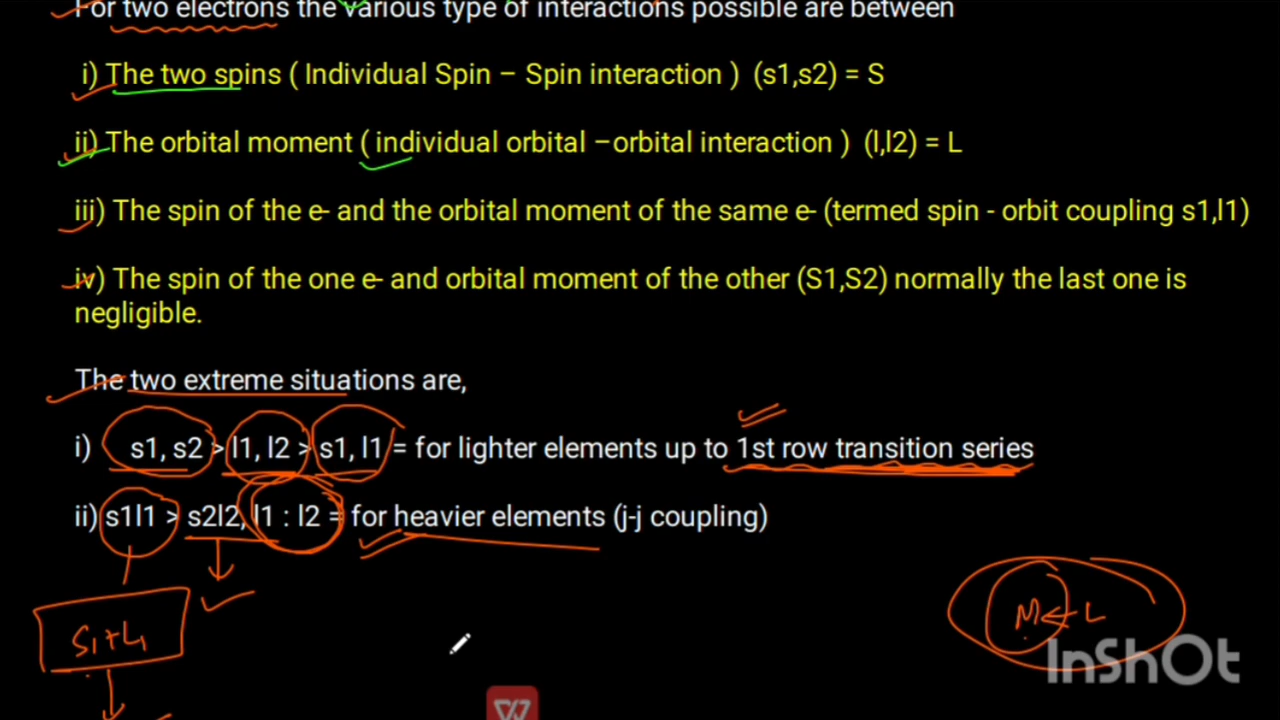 For two electrons the various type of interactions possible are between
i) The two spins ( Individual Spin – Spin interaction ) (s1,s2) = S
ii) The orbital moment ( individual orbital –orbital interaction ) (l,l2) = L
iii) The spin of the e- and the orbital moment of the same e- (termed spin - orbit coupling s1,l1)
iv) The spin of the one e- and orbital moment of the other (S1,S2) normally the last one is
negligible.
The two extreme situations are,
i) s1, s2 > l1, l2 > s1, l1 = for lighter elements up to 1st row transition series
ii) s1l1 > s2l2, l1 : l2 = for heavier elements (j-j coupling)
S1+L1
M← L
InShOt